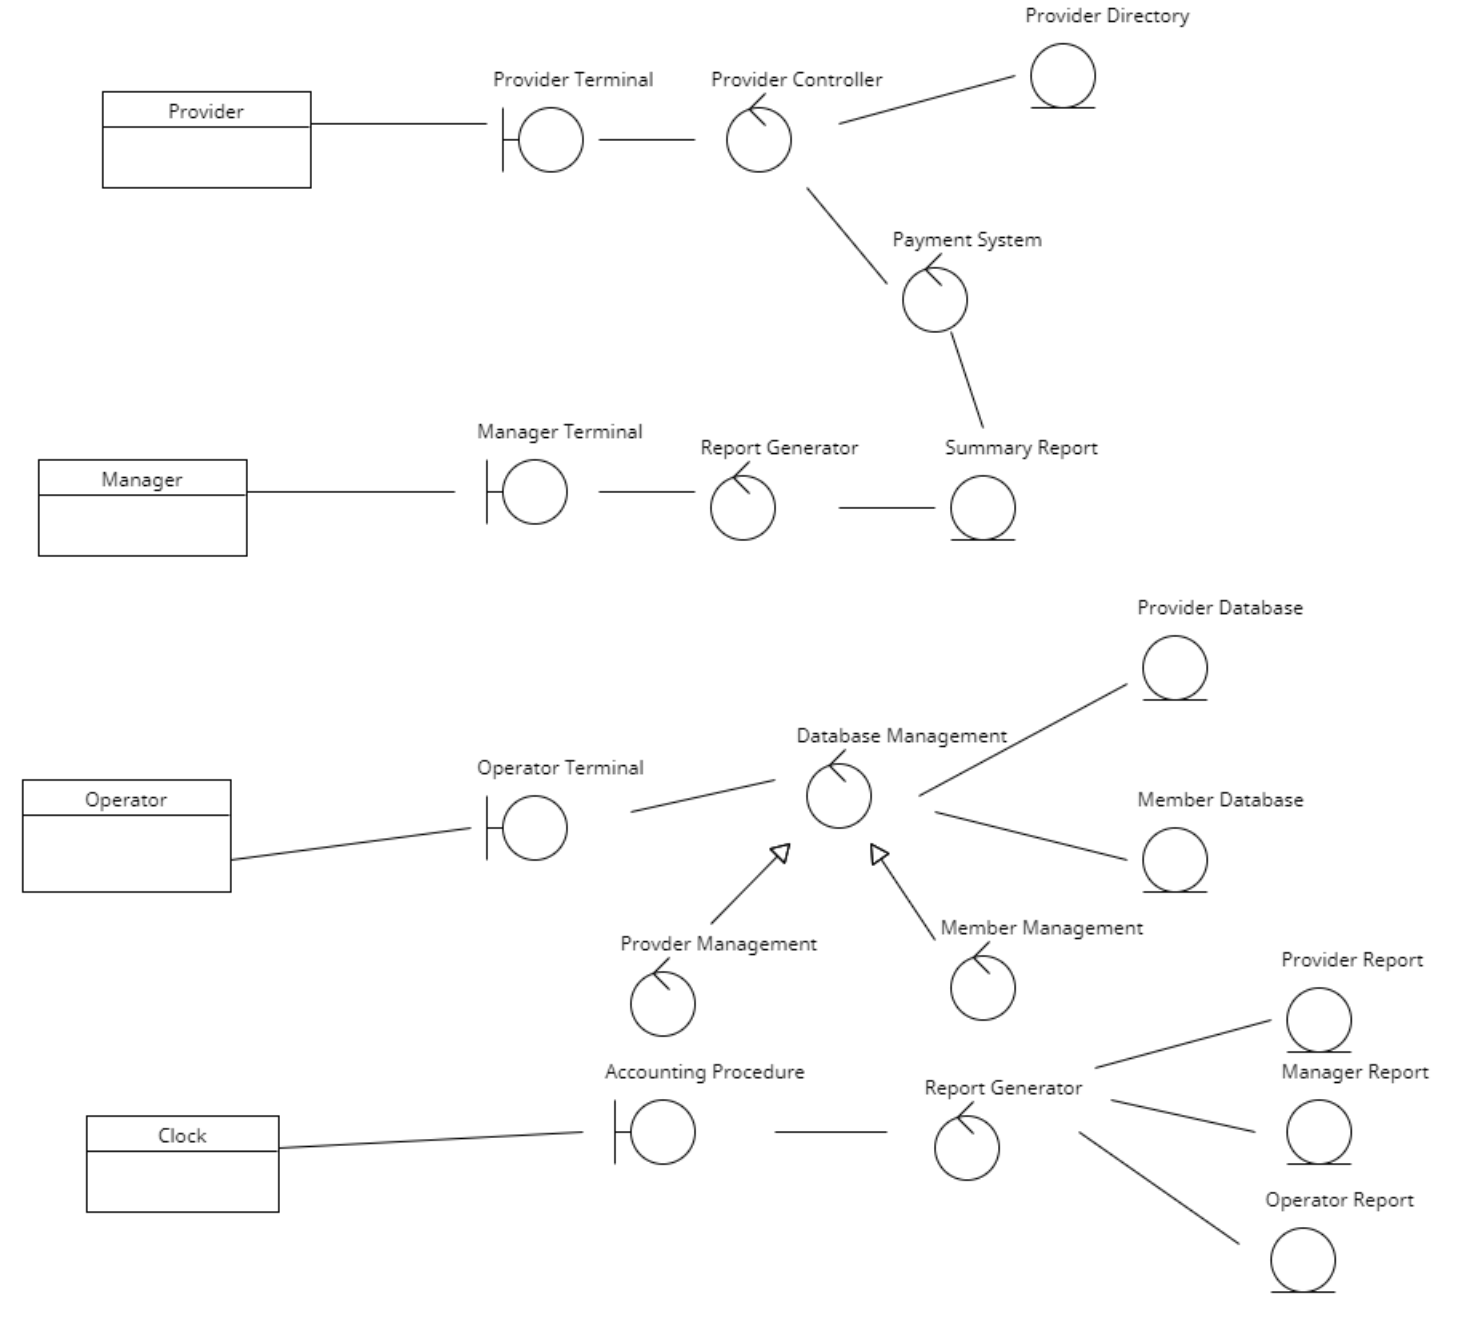 Provider Directory
Provider Terminal
Provider Controller
Provider
Payment System
Manager Terminal
Report Generator
Summary Report
Manager
Provider Database
Database Management
Operator Terminal
Operator
Member Database
Member Management
Provder Management
Provider Report
Accounting Procedure
Manager Report
Report Generator
Clock
Operator Report